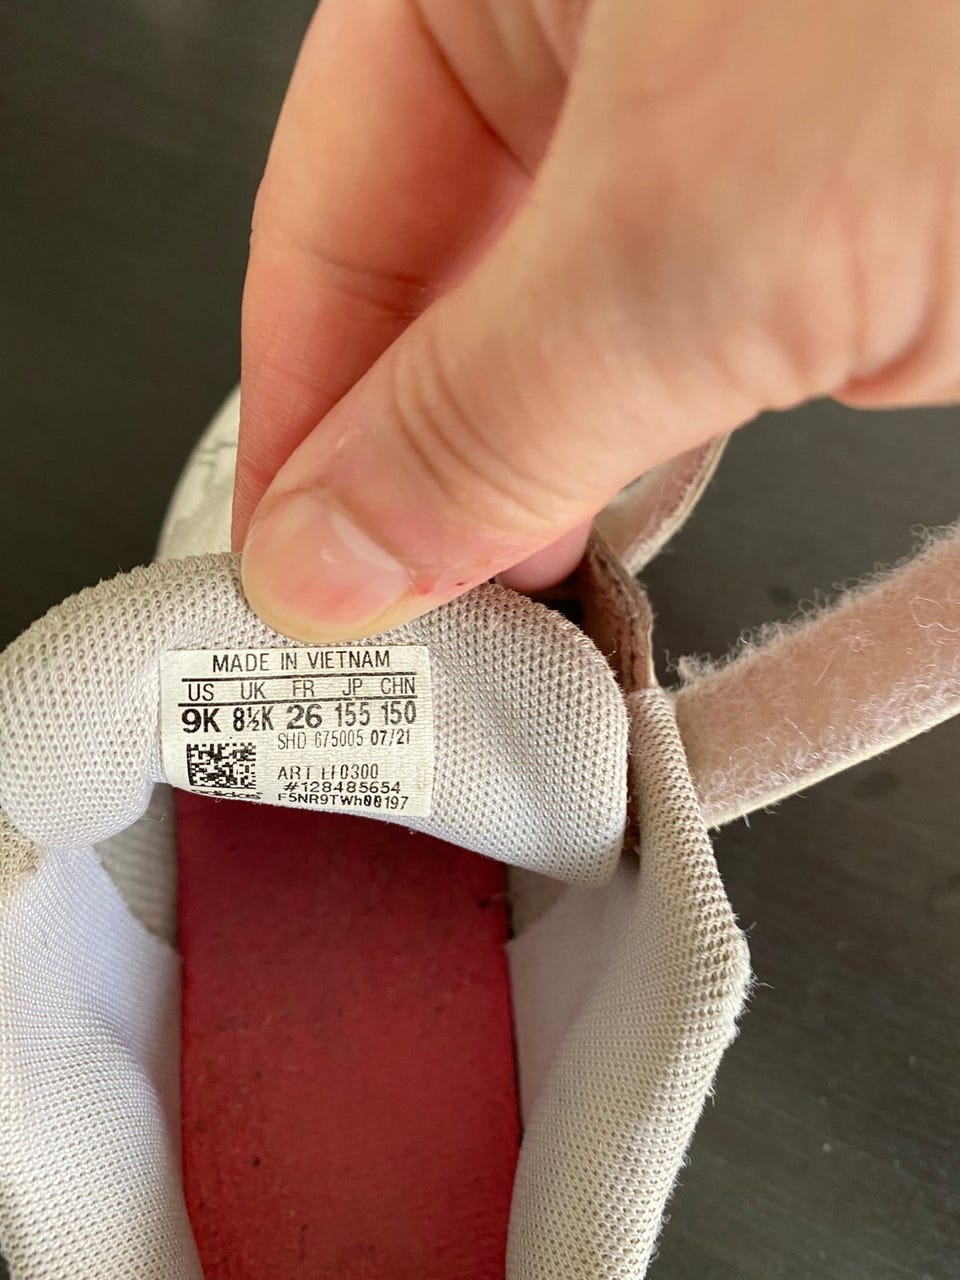 MADE IN VIETNAM
US UK FR JP CHN
9K 8½K 26 155 150
SHD 675005 07/21
ART EF0300
#128485654
F5NR9TWh00197
adidas